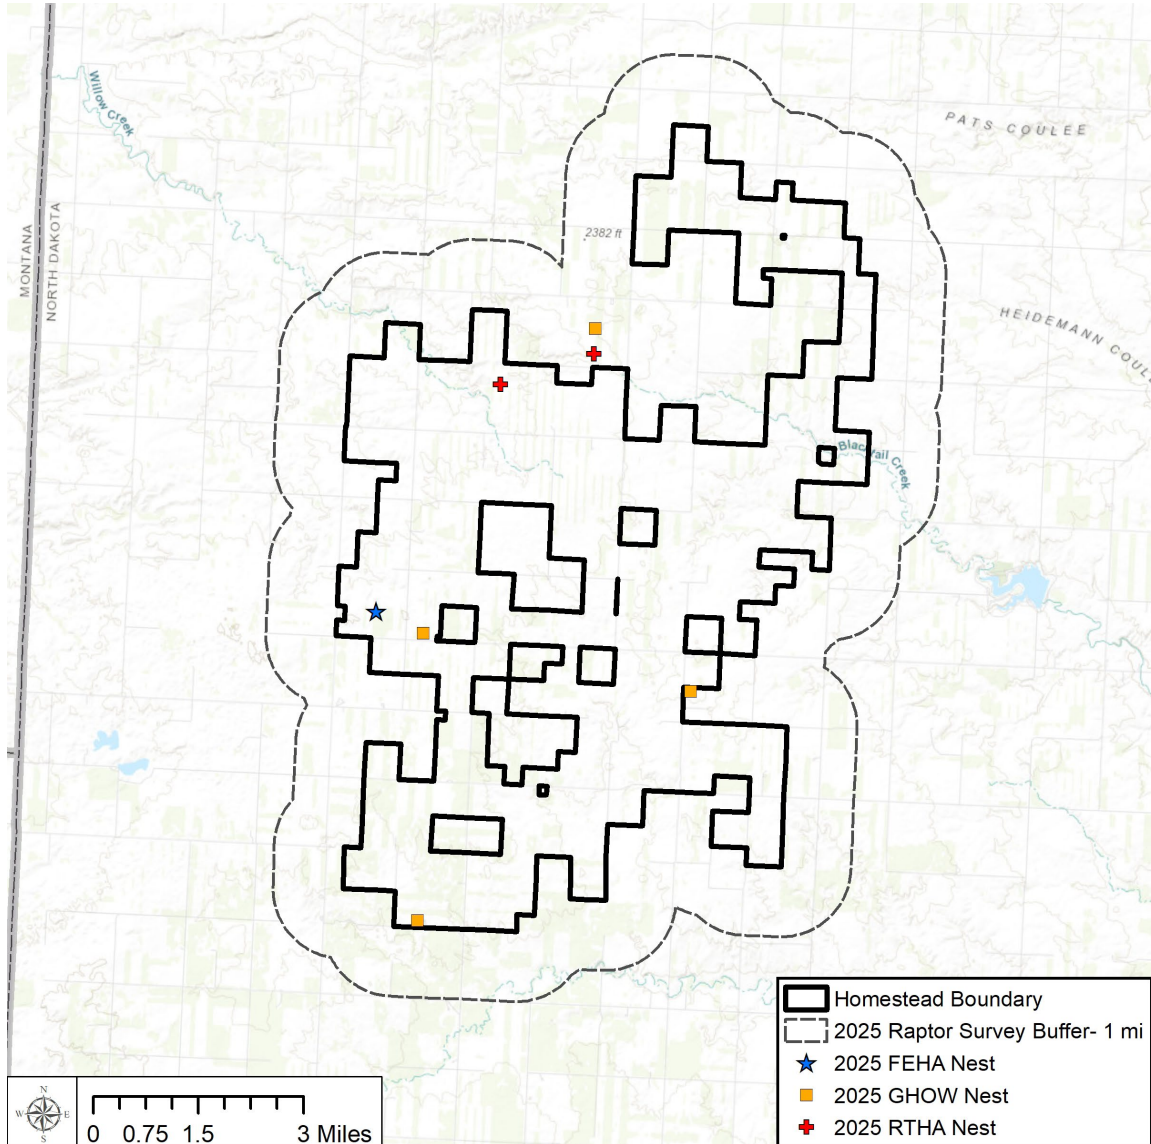 Willow Creek
PATS COULEE
MONTANA
NORTH DAKOTA
2382 ft
HEIDEMANN COULE
Blacktail Creek
Homestead Boundary
2025 Raptor Survey Buffer- 1 mi
2025 FEHA Nest
2025 GHOW Nest
2025 RTHA Nest
N
W E
S
0 0.75 1.5 3 Miles